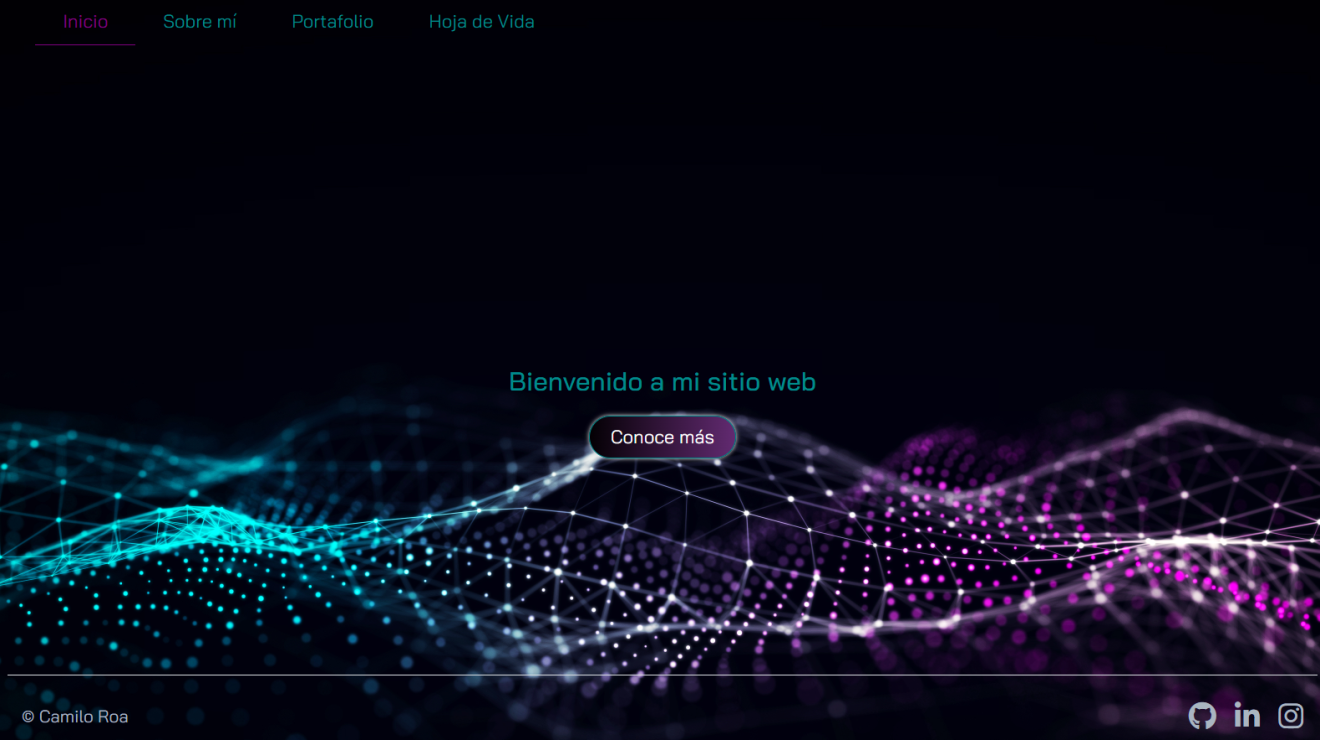 Inicio Sobre mí Portafolio Hoja de Vida
Bienvenido a mi sitio web
Conoce más
© Camilo Roa
in